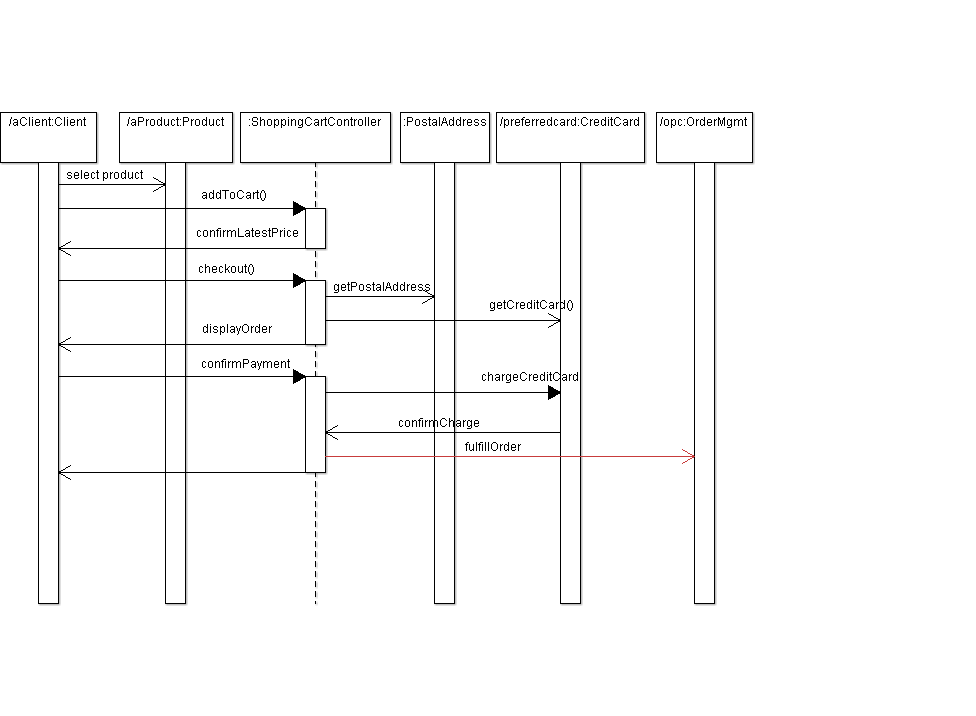 /aClient:Client
/aProduct:Product
:ShoppingCartController
:PostalAddress
/preferredcard:CreditCard
/opc:OrderMgmt
select product
addToCart()
confirmLatestPrice
checkout()
getPostalAddress
getCreditCard()
displayOrder
confirmPayment
chargeCreditCard
confirmCharge
fulfillOrder